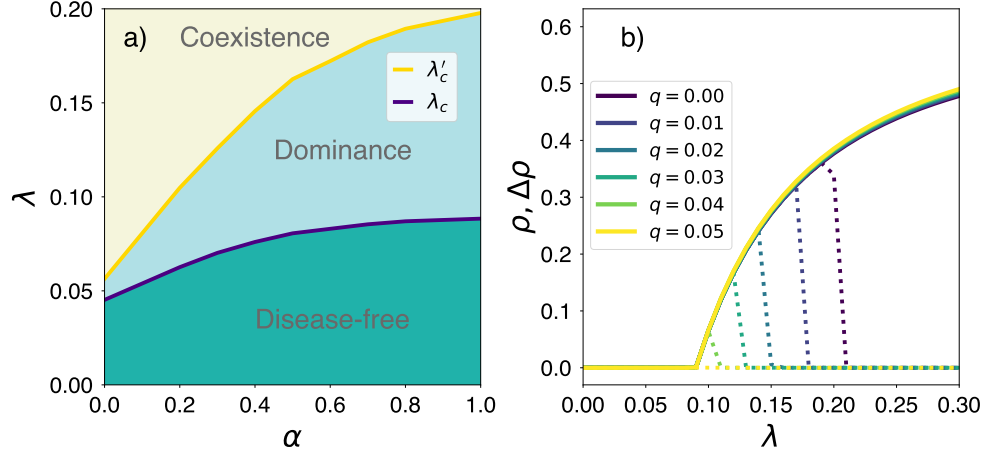 a)
Coexistence
λ′c
λc
Dominance
Disease-free
λ
0.20
0.15
0.10
0.05
0.00
0.0 0.2 0.4 0.6 0.8 1.0
α
b)
q = 0.00
q = 0.01
q = 0.02
q = 0.03
q = 0.04
q = 0.05
ρ, Δρ
0.6
0.5
0.4
0.3
0.2
0.1
0.0
0.00 0.05 0.10 0.15 0.20 0.25 0.30
λ